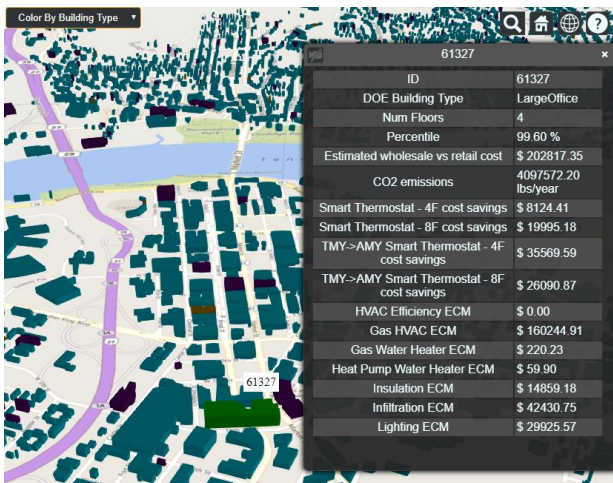 Color By Building Type
61327
ID 61327
DOE Building Type LargeOffice
Num Floors 4
Percentile 99.60 %
Estimated wholesale vs retail cost $ 202817.35
CO2 emissions 4097572.20
lbs/year
Smart Thermostat - 4F cost savings $ 8124.41
Smart Thermostat - 8F cost savings $ 19995.18
TMY->AMY Smart Thermostat - 4F
cost savings $ 35569.59
TMY->AMY Smart Thermostat - 8F
cost savings $ 26090.87
HVAC Efficiency ECM $ 0.00
Gas HVAC ECM $ 160244.91
Gas Water Heater ECM $ 220.23
Heat Pump Water Heater ECM $ 59.90
Insulation ECM $ 14859.18
Infiltration ECM $ 42430.75
Lighting ECM $ 29925.57
61327
1A